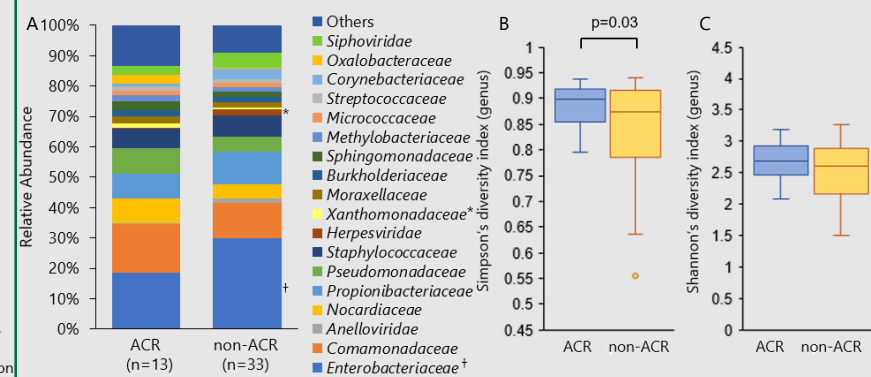 A
100%
90%
80%
70%
60%
50%
40%
30%
20%
10%
0%
Relative Abundance
*
†
ACR
(n=13)
non-ACR
(n=33)
Others
Siphoviridae
Oxalobacteraceae
Corynebacteriaceae
Streptococcaceae
Micrococcaceae
Methylobacteriaceae
Sphingomonadaceae
Burkholderiaceae
Moraxellaceae
Xanthomonadaceae*
Herpesviridae
Staphylococcaceae
Pseudomonadaceae
Propionibacteriaceae
Nocardiaceae
Anelloviridae
Comamonadaceae
Enterobacteriaceae†
B
p=0.03
Simpson's diversity index (genus)
1
0.95
0.9
0.85
0.8
0.75
0.7
0.65
0.6
0.55
0.5
0.45
ACR
non-ACR
C
Shannon's diversity index (genus)
4.5
4
3.5
3
2.5
2
1.5
1
0.5
0
ACR
non-ACR
on